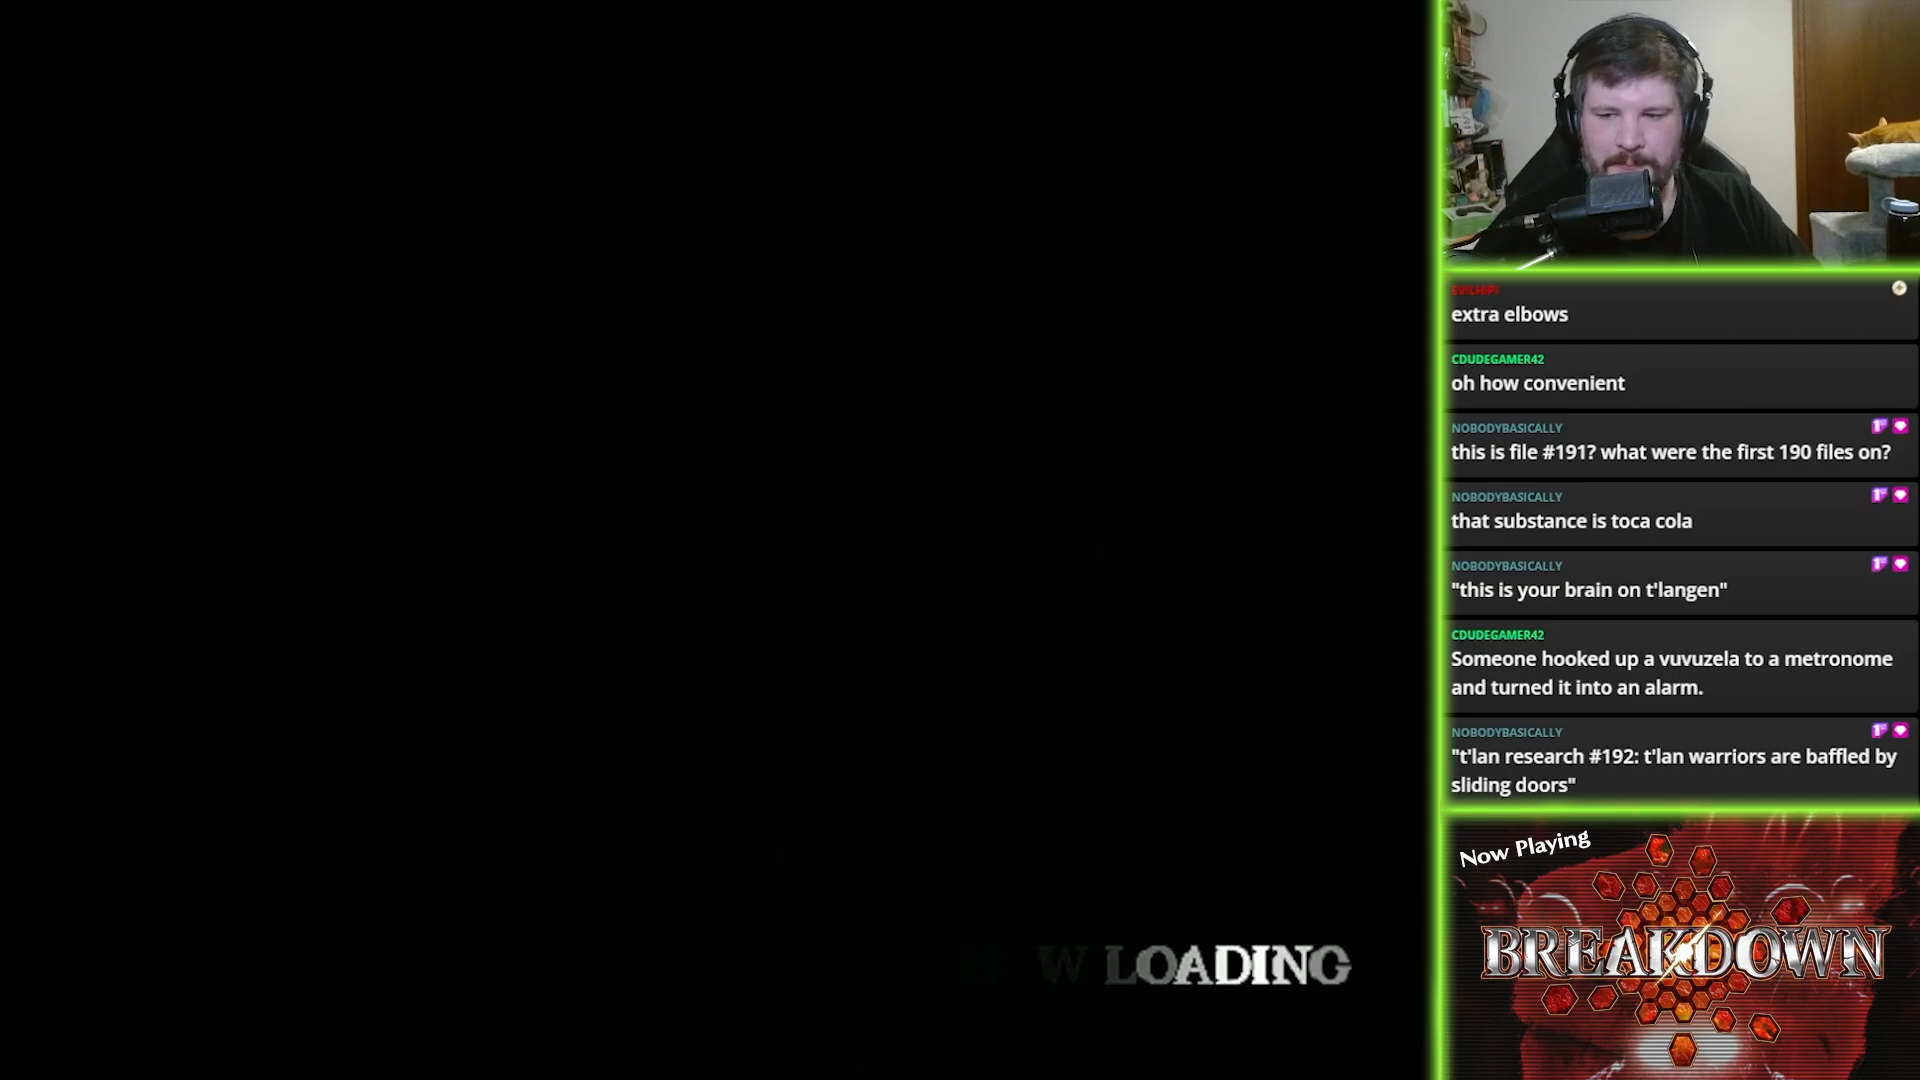 EVILHIPI
extra elbows
CDUDEGAMER42
oh how convenient
NOBODYBASICALLY
this is file #191? what were the first 190 files on?
NOBODYBASICALLY
that substance is toca cola
NOBODYBASICALLY
"this is your brain on t'langen"
CDUDEGAMER42
Someone hooked up a vuvuzela to a metronome
and turned it into an alarm.
NOBODYBASICALLY
"t'lan research #192: t'lan warriors are baffled by
sliding doors"
Now Playing
BREAKDOWN
NOW LOADING